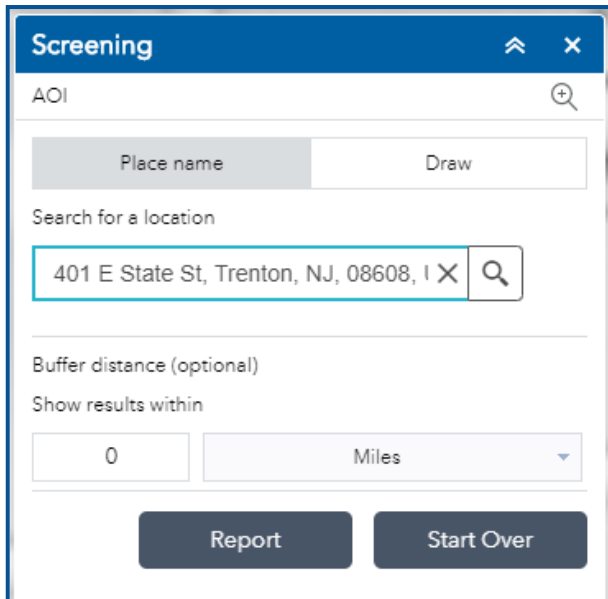 Screening
AOI
Place name Draw
Search for a location
401 E State St, Trenton, NJ, 08608,
Buffer distance (optional)
Show results within
0 Miles
Report Start Over